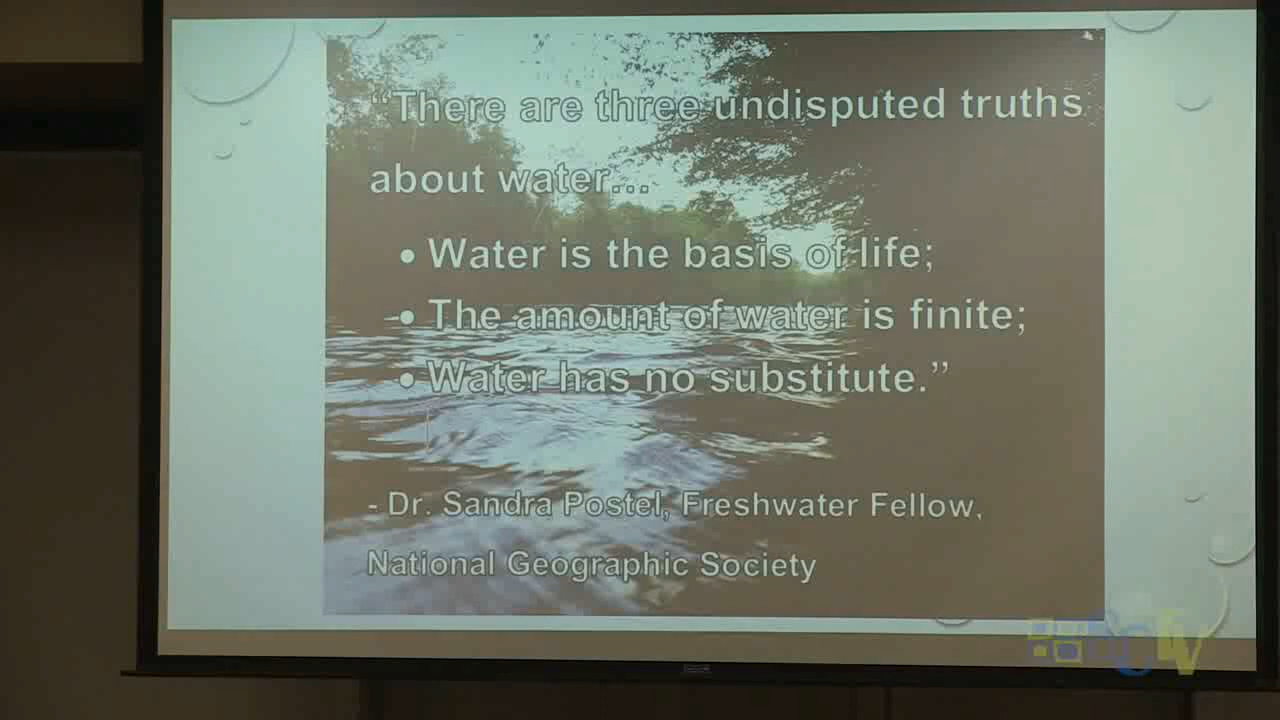 “There are three undisputed truths
about water...
• Water is the basis of life;
• The amount of water is finite;
• Water has no substitute.”
- Dr. Sandra Postel, Freshwater Fellow,
National Geographic Society